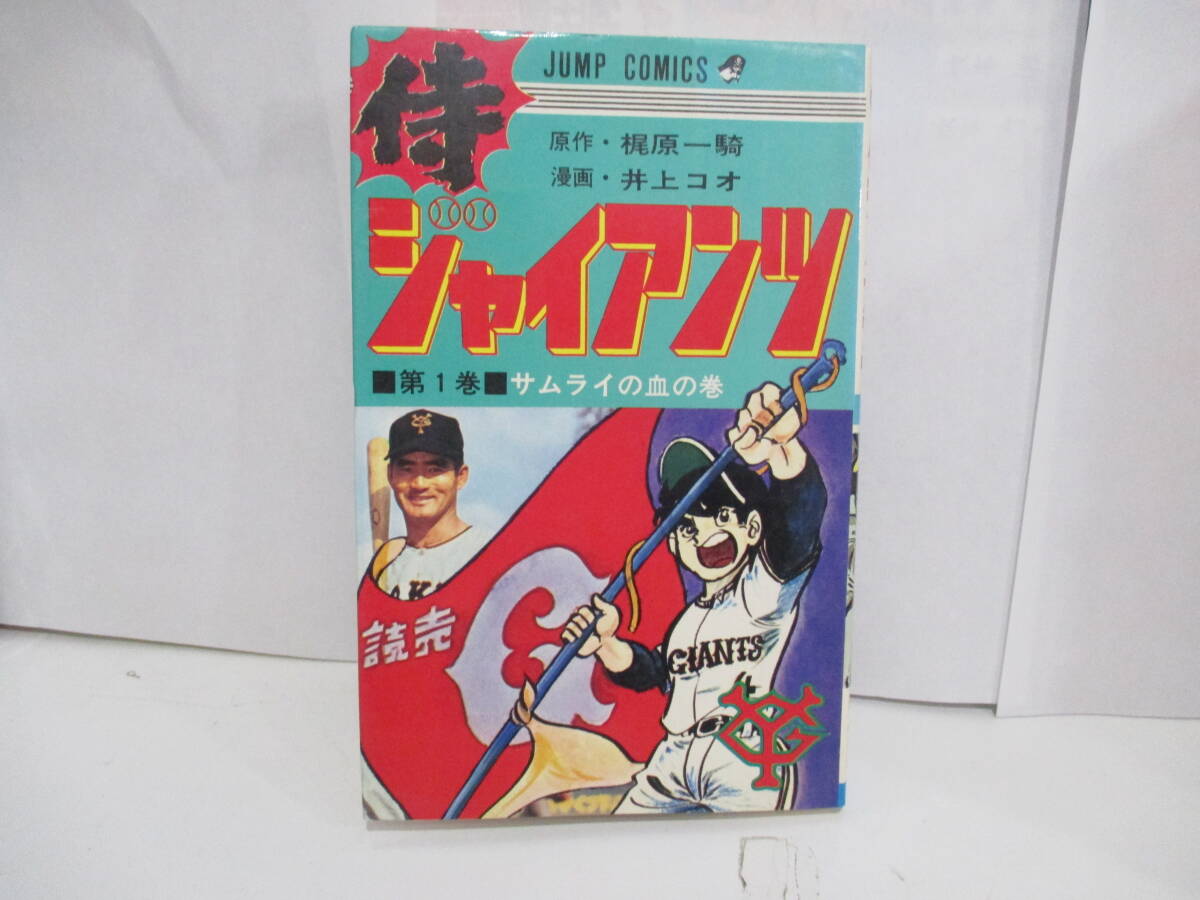 JUMP COMICS
原作・梶原一騎
漫画・井上コオ
侍
ジャイアンツ
■第1巻■サムライの血の巻
読売
G
GIANTS
YG